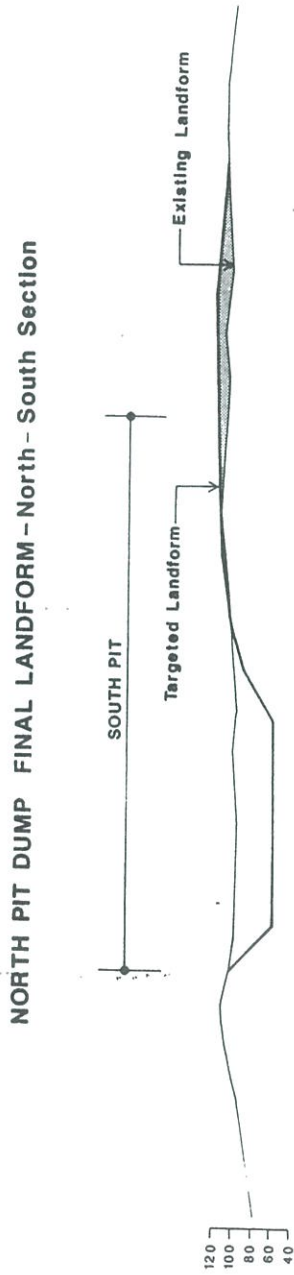 NORTH PIT DUMP FINAL LANDFORM - North - South Section
SOUTH PIT
Targeted Landform
Existing Landform
120
100
80
60
40